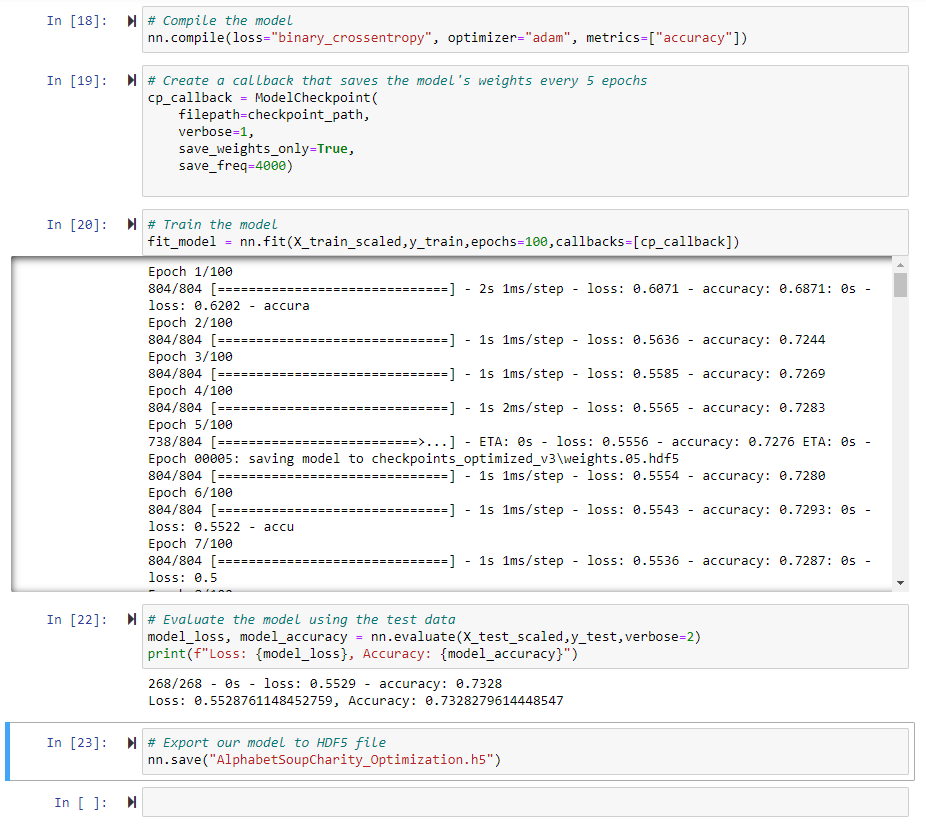 In [18]:
# Compile the model
nn.compile(loss="binary_crossentropy", optimizer="adam", metrics=["accuracy"])
In [19]:
# Create a callback that saves the model's weights every 5 epochs
cp_callback = ModelCheckpoint(
    filepath=checkpoint_path,
    verbose=1,
    save_weights_only=True,
    save_freq=4000)
In [20]:
# Train the model
fit_model = nn.fit(X_train_scaled,y_train,epochs=100,callbacks=[cp_callback])
Epoch 1/100
804/804 [==============================] - 2s 1ms/step - loss: 0.6071 - accuracy: 0.6871: 0s -
loss: 0.6202 - accura
Epoch 2/100
804/804 [==============================] - 1s 1ms/step - loss: 0.5636 - accuracy: 0.7244
Epoch 3/100
804/804 [==============================] - 1s 1ms/step - loss: 0.5585 - accuracy: 0.7269
Epoch 4/100
804/804 [==============================] - 1s 2ms/step - loss: 0.5565 - accuracy: 0.7283
Epoch 5/100
738/804 [==========================>...] - ETA: 0s - loss: 0.5556 - accuracy: 0.7276 ETA: 0s -
Epoch 00005: saving model to checkpoints_optimized_v3\weights.05.hdf5
804/804 [==============================] - 1s 1ms/step - loss: 0.5554 - accuracy: 0.7280
Epoch 6/100
804/804 [==============================] - 1s 1ms/step - loss: 0.5543 - accuracy: 0.7293: 0s -
loss: 0.5522 - accu
Epoch 7/100
804/804 [==============================] - 1s 1ms/step - loss: 0.5536 - accuracy: 0.7287: 0s -
loss: 0.5
In [22]:
# Evaluate the model using the test data
model_loss, model_accuracy = nn.evaluate(X_test_scaled,y_test,verbose=2)
print(f"Loss: {model_loss}, Accuracy: {model_accuracy}")
268/268 - 0s - loss: 0.5529 - accuracy: 0.7328
Loss: 0.5528761148452759, Accuracy: 0.7328279614448547
In [23]:
# Export our model to HDF5 file
nn.save("AlphabetSoupCharity_Optimization.h5")
In [ ]: